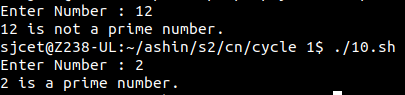 Enter Number : 12
12 is not a prime number.
sjcet@Z238-UL:~/ashin/s2/cn/cycle 1$ ./10.sh
Enter Number : 2
2 is a prime number.